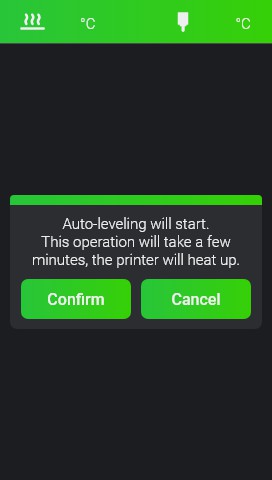 °C °C
Auto-leveling will start.
This operation will take a few
minutes, the printer will heat up.
Confirm Cancel